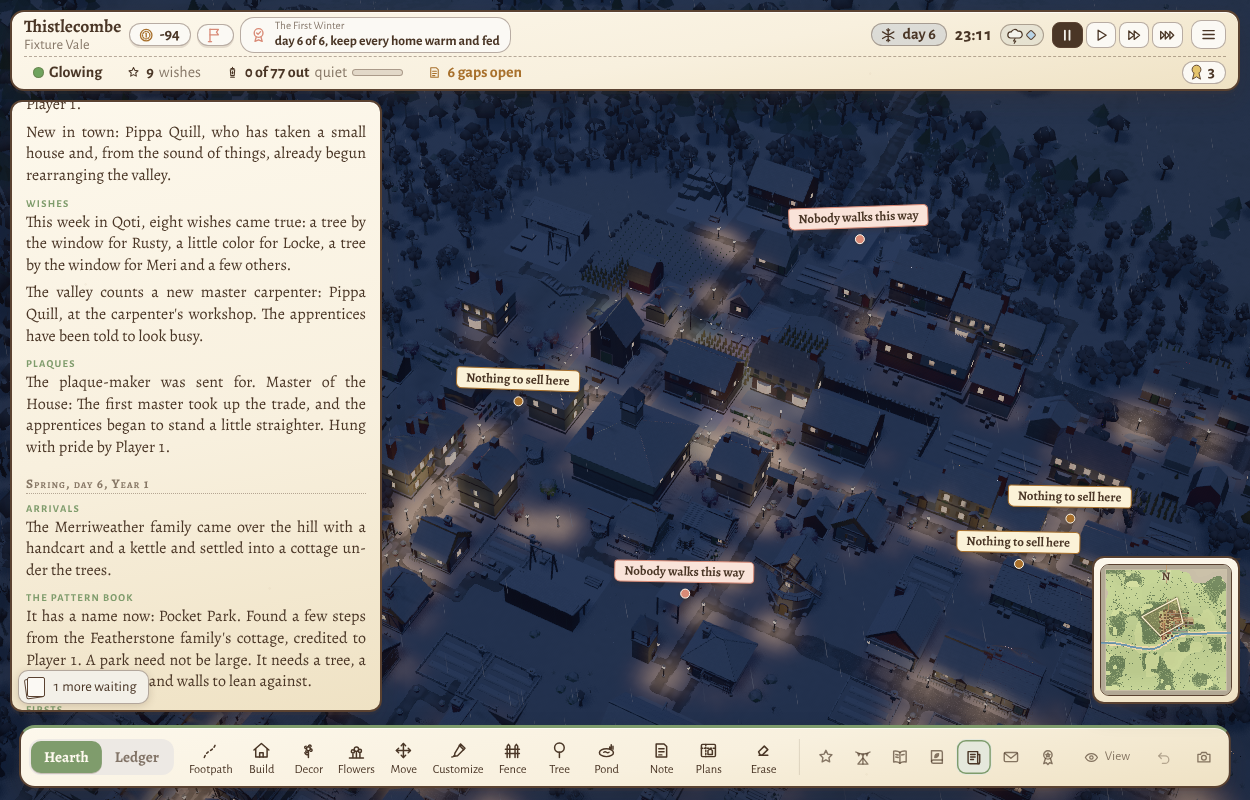 Thistlecombe
Fixture Vale
-94
The First Winter
day 6 of 6, keep every home warm and fed
day 6
23:11
Glowing
9 wishes
0 of 77 out quiet
6 gaps open
3
Player 1.
New in town: Pippa Quill, who has taken a small
house and, from the sound of things, already begun
rearranging the valley.
WISHES
This week in Qoti, eight wishes came true: a tree by
the window for Rusty, a little color for Locke, a tree
by the window for Meri and a few others.
The valley counts a new master carpenter: Pippa
Quill, at the carpenter's workshop. The apprentices
have been told to look busy.
PLAQUES
The plaque-maker was sent for. Master of the
House: The first master took up the trade, and the
apprentices began to stand a little straighter. Hung
with pride by Player 1.
Spring, day 6, Year 1
ARRIVALS
The Merriweather family came over the hill with a
handcart and a kettle and settled into a cottage un-
der the trees.
THE PATTERN BOOK
It has a name now: Pocket Park. Found a few steps
from the Featherstone family's cottage, credited to
Player 1. A park need not be large. It needs a tree, a
and walls to lean against.
1 more waiting
FIRSTS
Nobody walks this way
Nothing to sell here
Nothing to sell here
Nothing to sell here
Nobody walks this way
N
Hearth
Ledger
Footpath
Build
Decor
Flowers
Move
Customize
Fence
Tree
Pond
Note
Plans
Erase
View